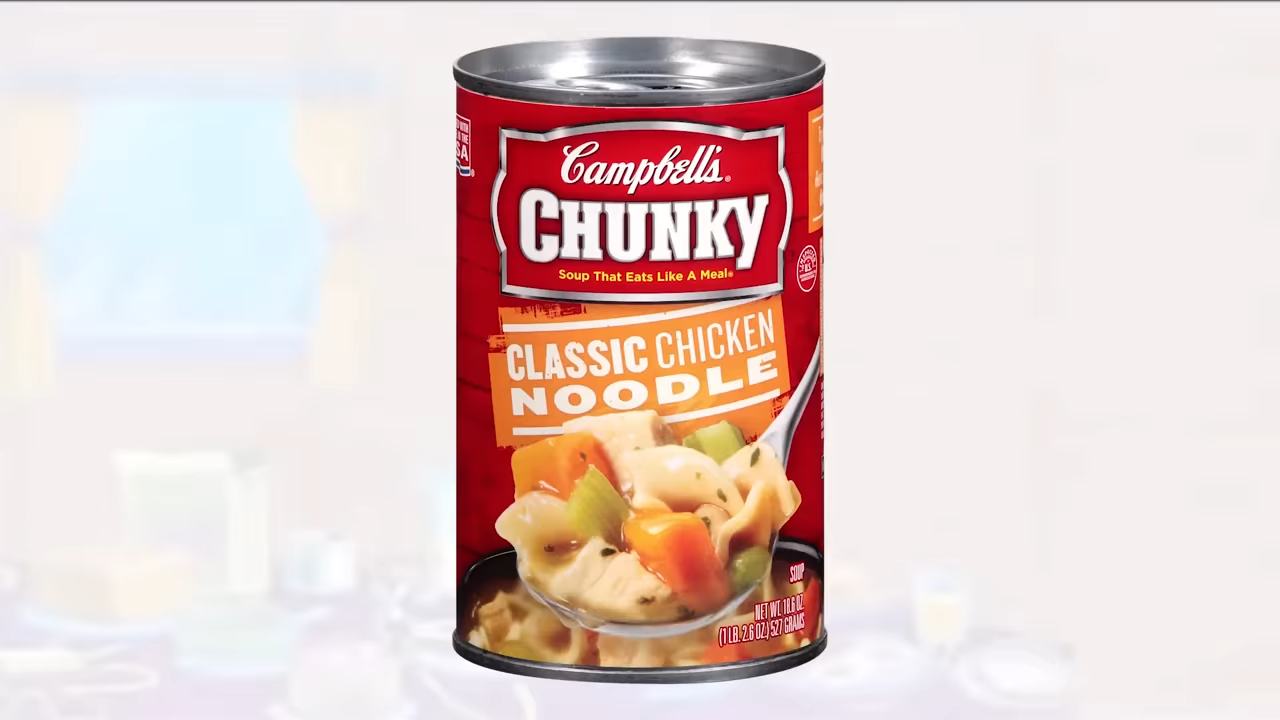 Campbell's®
CHUNKY
Soup That Eats Like A Meal®
CLASSIC CHICKEN
NOODLE
SOUP
NET WT. 18.6 OZ.
(1 LB. 2.6 OZ.) 527 GRAMS